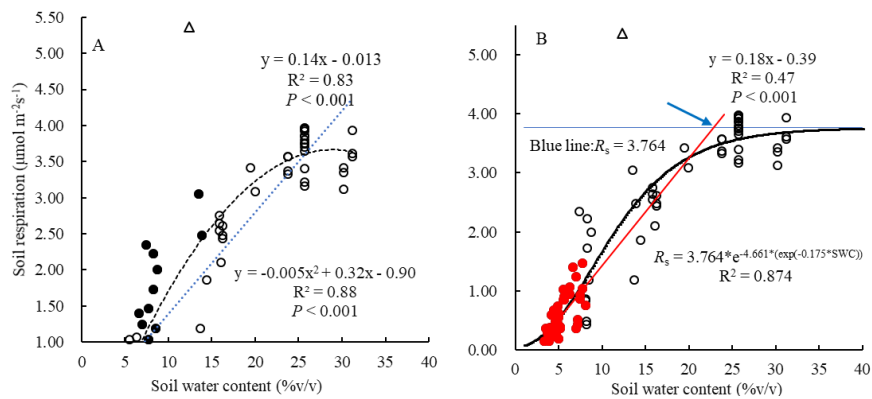 A
y = 0.14x - 0.013
R² = 0.83
P < 0.001
y = -0.005x² + 0.32x - 0.90
R² = 0.88
P < 0.001
Soil respiration (µmol m⁻²s⁻¹)
5.50
5.00
4.50
4.00
3.50
3.00
2.50
2.00
1.50
1.00
0 5 10 15 20 25 30 35 40
Soil water content (%v/v)
B
y = 0.18x - 0.39
R² = 0.47
P < 0.001
Blue line:Rₛ = 3.764
Rₛ = 3.764*e^-4.661*(exp(-0.175*SWC))
R² = 0.874
5.00
4.00
3.00
2.00
1.00
0.00
0 10 20 30 40
Soil water content (%v/v)